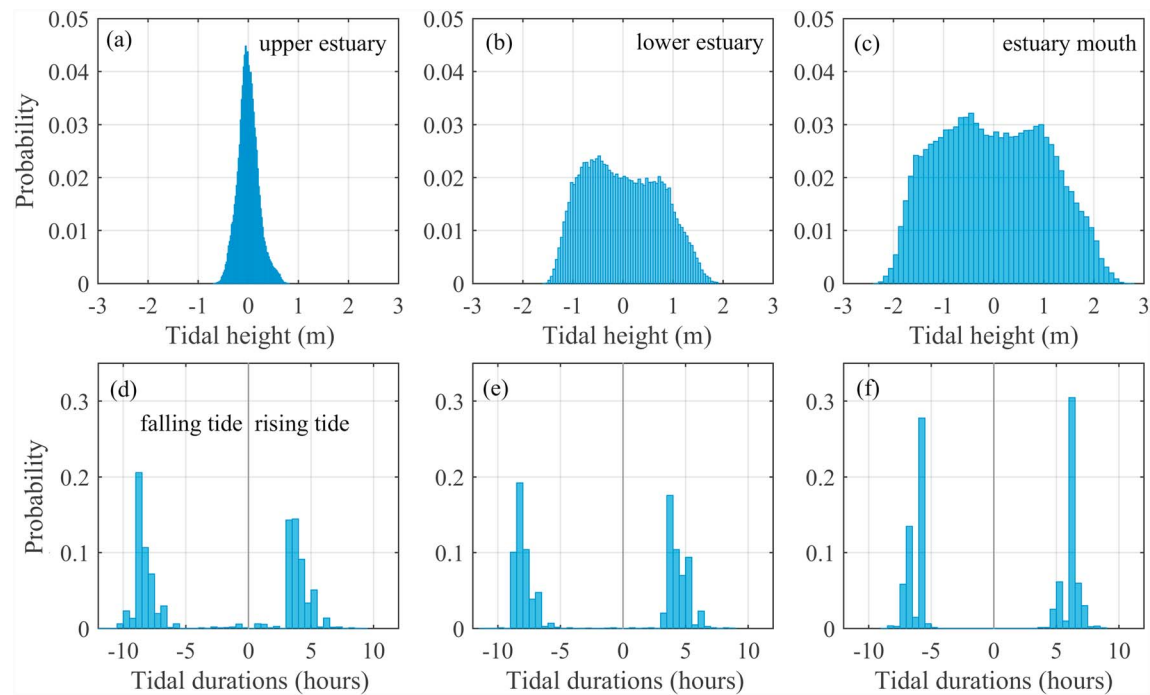 (a) upper estuary
0.05
0.04
0.03
0.02
0.01
0
Probability
-3 -2 -1 0 1 2 3
Tidal height (m)
(b) lower estuary
0.05
0.04
0.03
0.02
0.01
0
-3 -2 -1 0 1 2 3
Tidal height (m)
(c) estuary mouth
0.05
0.04
0.03
0.02
0.01
0
-3 -2 -1 0 1 2 3
Tidal height (m)
(d)
falling tide rising tide
0.3
0.2
0.1
0
Probability
-10 -5 0 5 10
Tidal durations (hours)
(e)
0.3
0.2
0.1
0
-10 -5 0 5 10
Tidal durations (hours)
(f)
0.3
0.2
0.1
0
-10 -5 0 5 10
Tidal durations (hours)